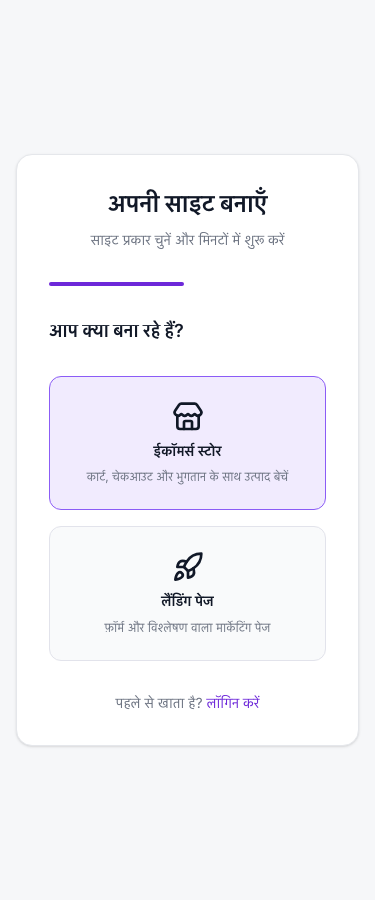 अपनी साइट बनाएँ
साइट प्रकार चुनें और मिनटों में शुरू करें
आप क्या बना रहे हैं?
ईकॉमर्स स्टोर
कार्ट, चेकआउट और भुगतान के साथ उत्पाद बेचें
लैंडिंग पेज
फ़ॉर्म और विश्लेषण वाला मार्केटिंग पेज
पहले से खाता है? लॉगिन करें